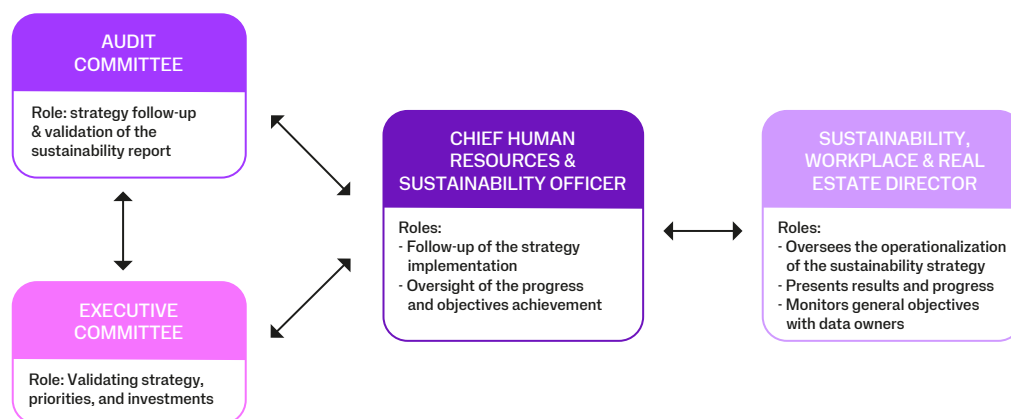 AUDIT
COMMITTEE
Role: strategy follow-up
& validation of the
sustainability report
EXECUTIVE
COMMITTEE
Role: Validating strategy,
priorities, and investments
CHIEF HUMAN
RESOURCES &
SUSTAINABILITY OFFICER
Roles:
- Follow-up of the strategy
implementation
- Oversight of the progress
and objectives achievement
SUSTAINABILITY,
WORKPLACE & REAL
ESTATE DIRECTOR
Roles:
- Oversees the operationalization
of the sustainability strategy
- Presents results and progress
- Monitors general objectives
with data owners